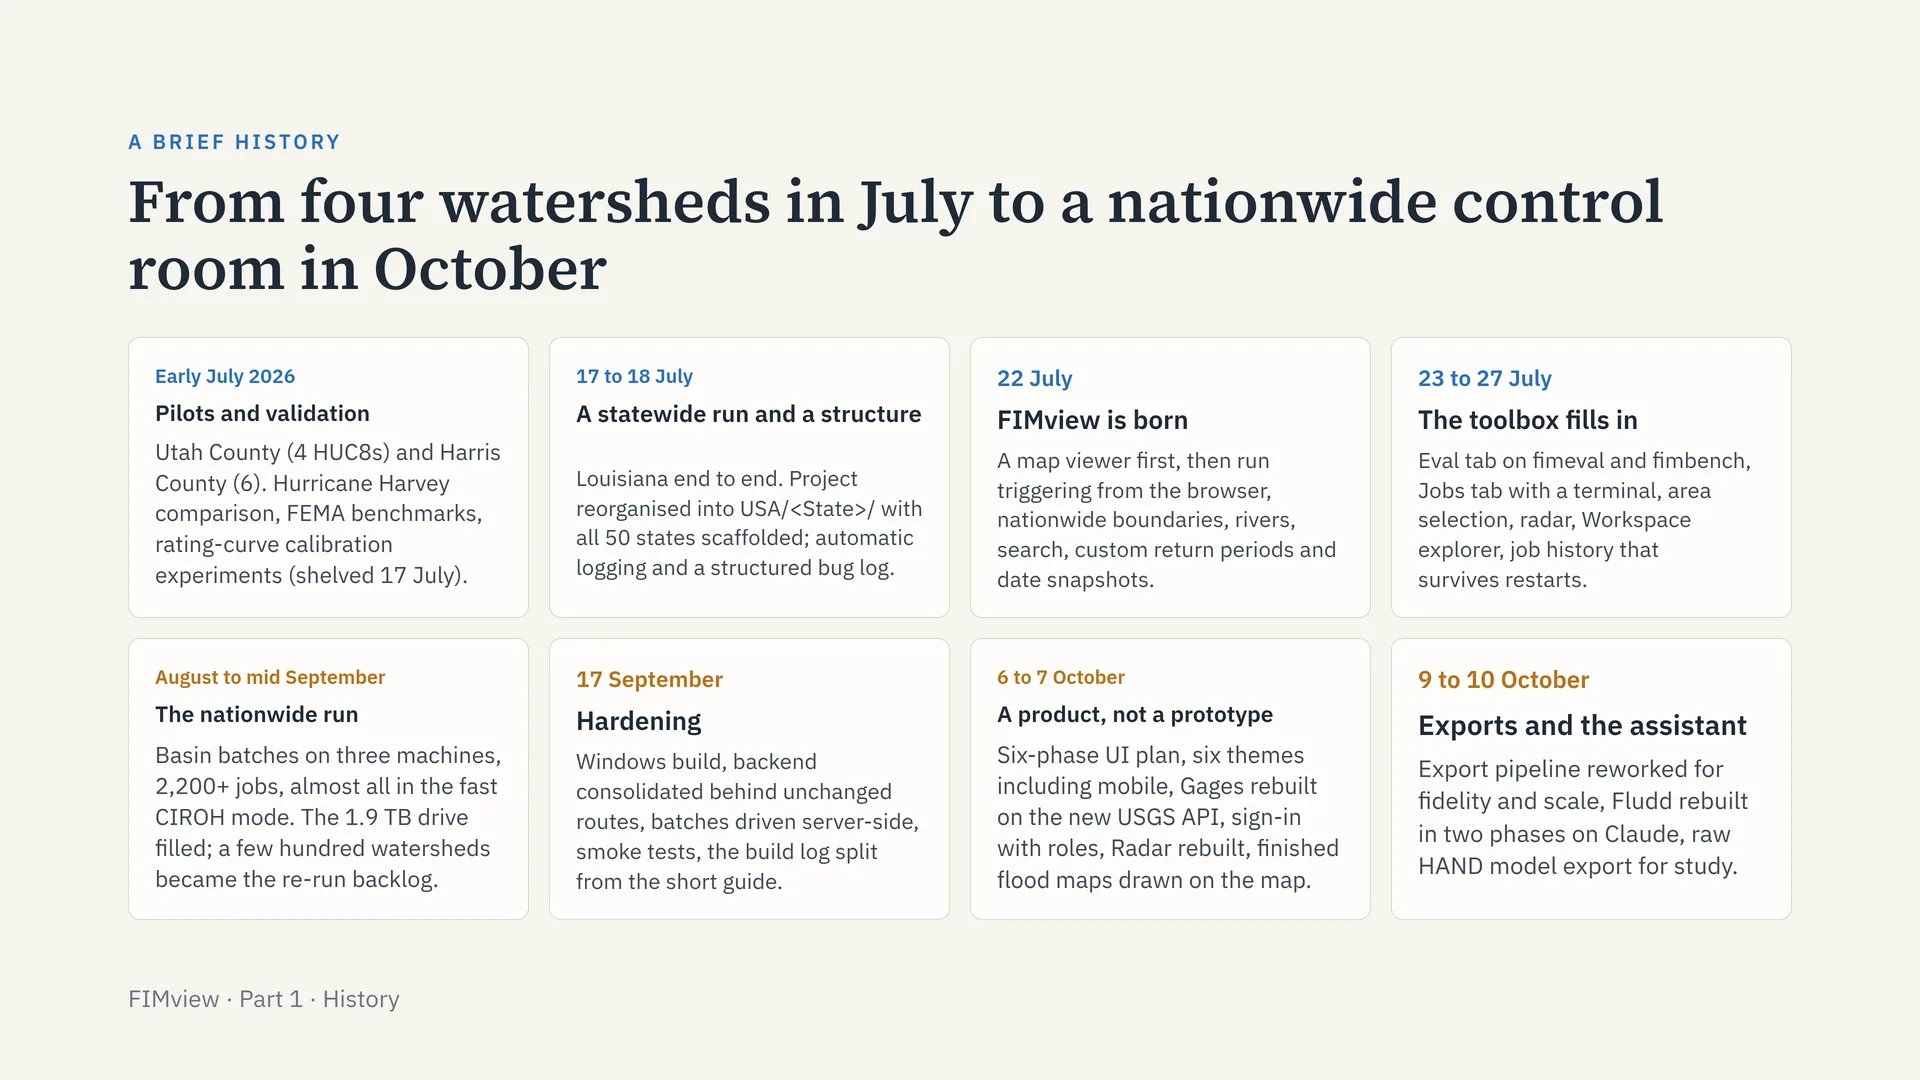 A BRIEF HISTORY
From four watersheds in July to a nationwide control
room in October
Early July 2026
Pilots and validation
Utah County (4 HUC8s) and Harris
County (6). Hurricane Harvey
comparison, FEMA benchmarks,
rating-curve calibration
experiments (shelved 17 July).
17 to 18 July
A statewide run and a structure
Louisiana end to end. Project
reorganised into USA/<State>/ with
all 50 states scaffolded; automatic
logging and a structured bug log.
22 July
FIMview is born
A map viewer first, then run
triggering from the browser,
nationwide boundaries, rivers,
search, custom return periods and
date snapshots.
23 to 27 July
The toolbox fills in
Eval tab on fimeval and fimbench,
Jobs tab with a terminal, area
selection, radar, Workspace
explorer, job history that
survives restarts.
August to mid September
The nationwide run
Basin batches on three machines,
2,200+ jobs, almost all in the fast
CIROH mode. The 1.9 TB drive
filled; a few hundred watersheds
became the re-run backlog.
17 September
Hardening
Windows build, backend
consolidated behind unchanged
routes, batches driven server-side,
smoke tests, the build log split
from the short guide.
6 to 7 October
A product, not a prototype
Six-phase UI plan, six themes
including mobile, Gages rebuilt
on the new USGS API, sign-in
with roles, Radar rebuilt, finished
flood maps drawn on the map.
9 to 10 October
Exports and the assistant
Export pipeline reworked for
fidelity and scale, Fludd rebuilt
in two phases on Claude, raw
HAND model export for study.
FIMview · Part 1 · History